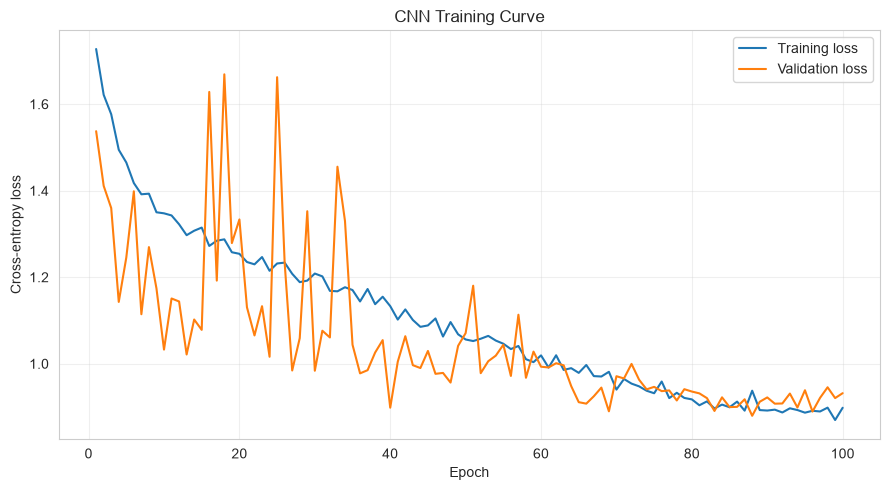 CNN Training Curve
Training loss
Validation loss
1.6
1.4
1.2
1.0
Cross-entropy loss
0
20
40
60
80
100
Epoch